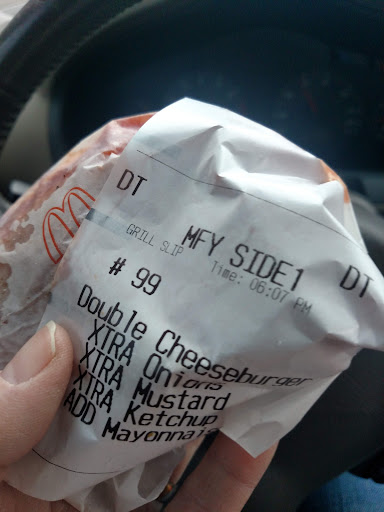 DT MFY SIDE1 DT
GRILL SLIP Time: 06:07 PM
# 99
Double Cheeseburger
XTRA Onions
XTRA Mustard
XTRA Ketchup
ADD